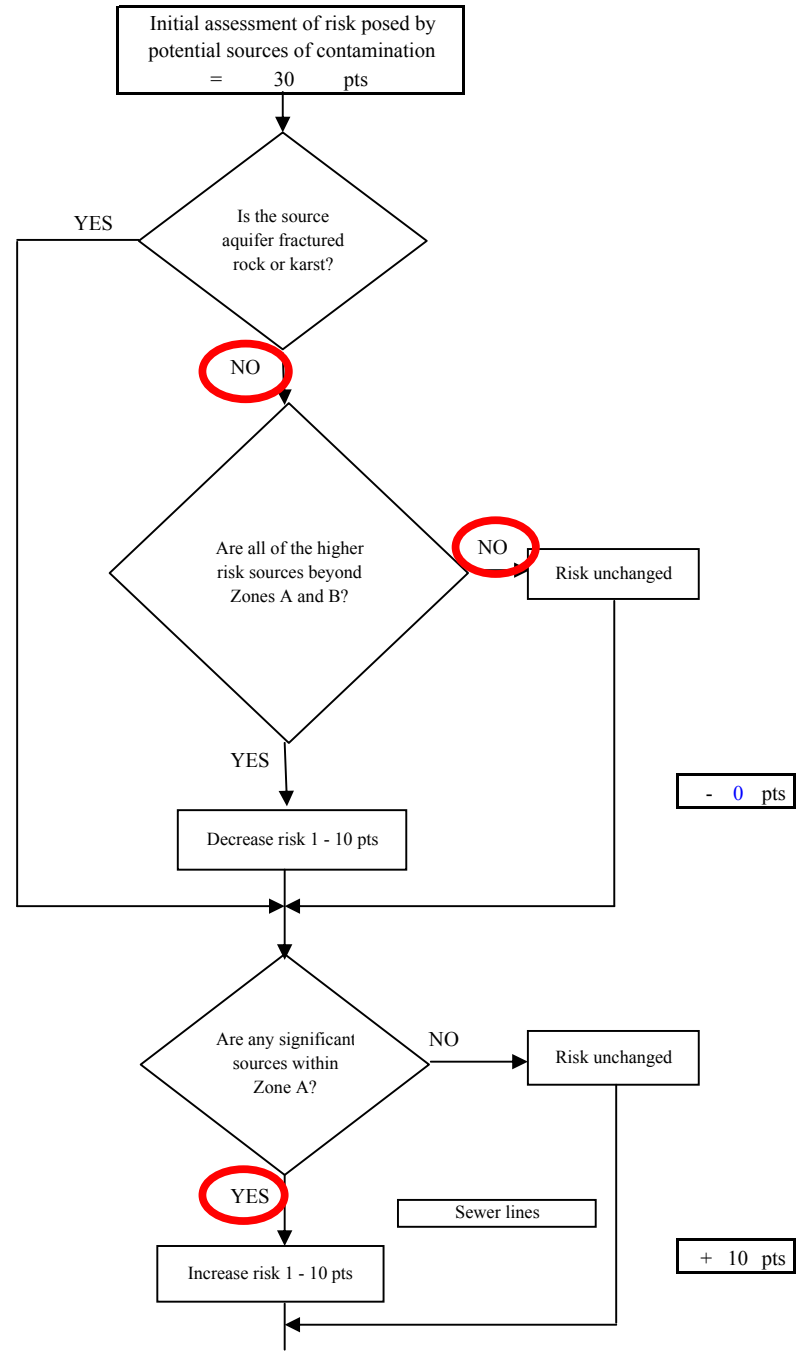 Initial assessment of risk posed by
potential sources of contamination
= 30 pts
YES
Is the source
aquifer fractured
rock or karst?
NO
Are all of the higher
risk sources beyond
Zones A and B?
NO
Risk unchanged
YES
- 0 pts
Decrease risk 1 - 10 pts
Are any significant
sources within
Zone A?
NO
Risk unchanged
YES
Sewer lines
Increase risk 1 - 10 pts
+ 10 pts